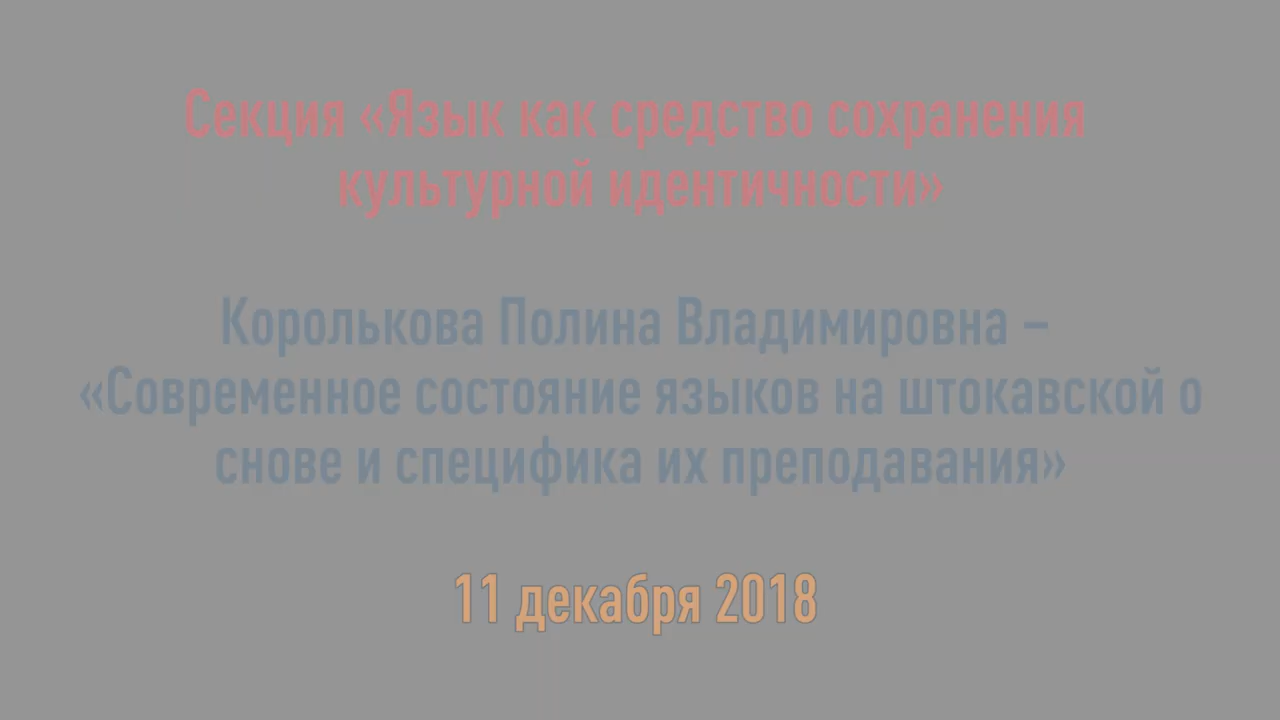 Секция «Язык как средство сохранения
культурной идентичности»
Королькова Полина Владимировна –
«Современное состояние языков на штокавской о
снове и специфика их преподавания»
11 декабря 2018